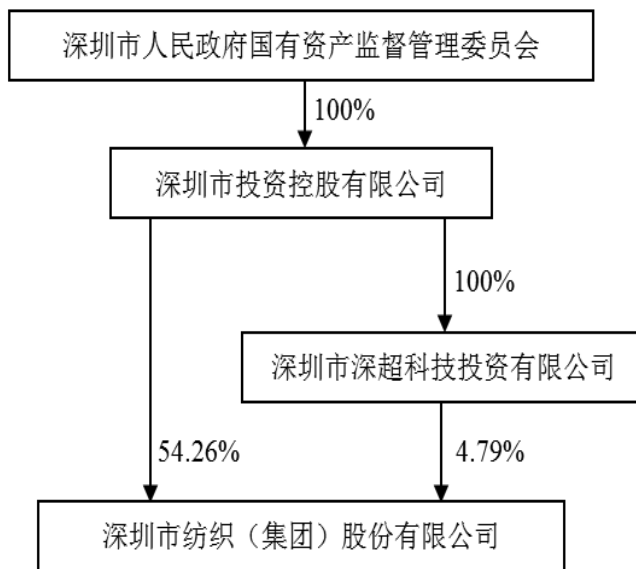 深圳市人民政府国有资产监督管理委员会
100%
深圳市投资控股有限公司
100%
深圳市深超科技投资有限公司
54.26%
4.79%
深圳市纺织（集团）股份有限公司